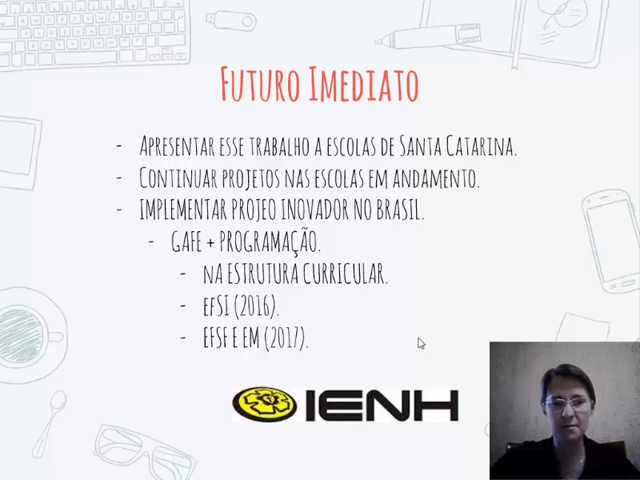 Futuro Imediato
- Apresentar esse trabalho a escolas de Santa Catarina.
- Continuar projetos nas escolas em andamento.
- IMPLEMENTAR PROJEO INOVADOR NO BRASIL.
- GAFE + PROGRAMAÇÃO.
- nA ESTRUTURA CURRICULAR.
- efSI (2016).
- EFSF E EM (2017).
IENH